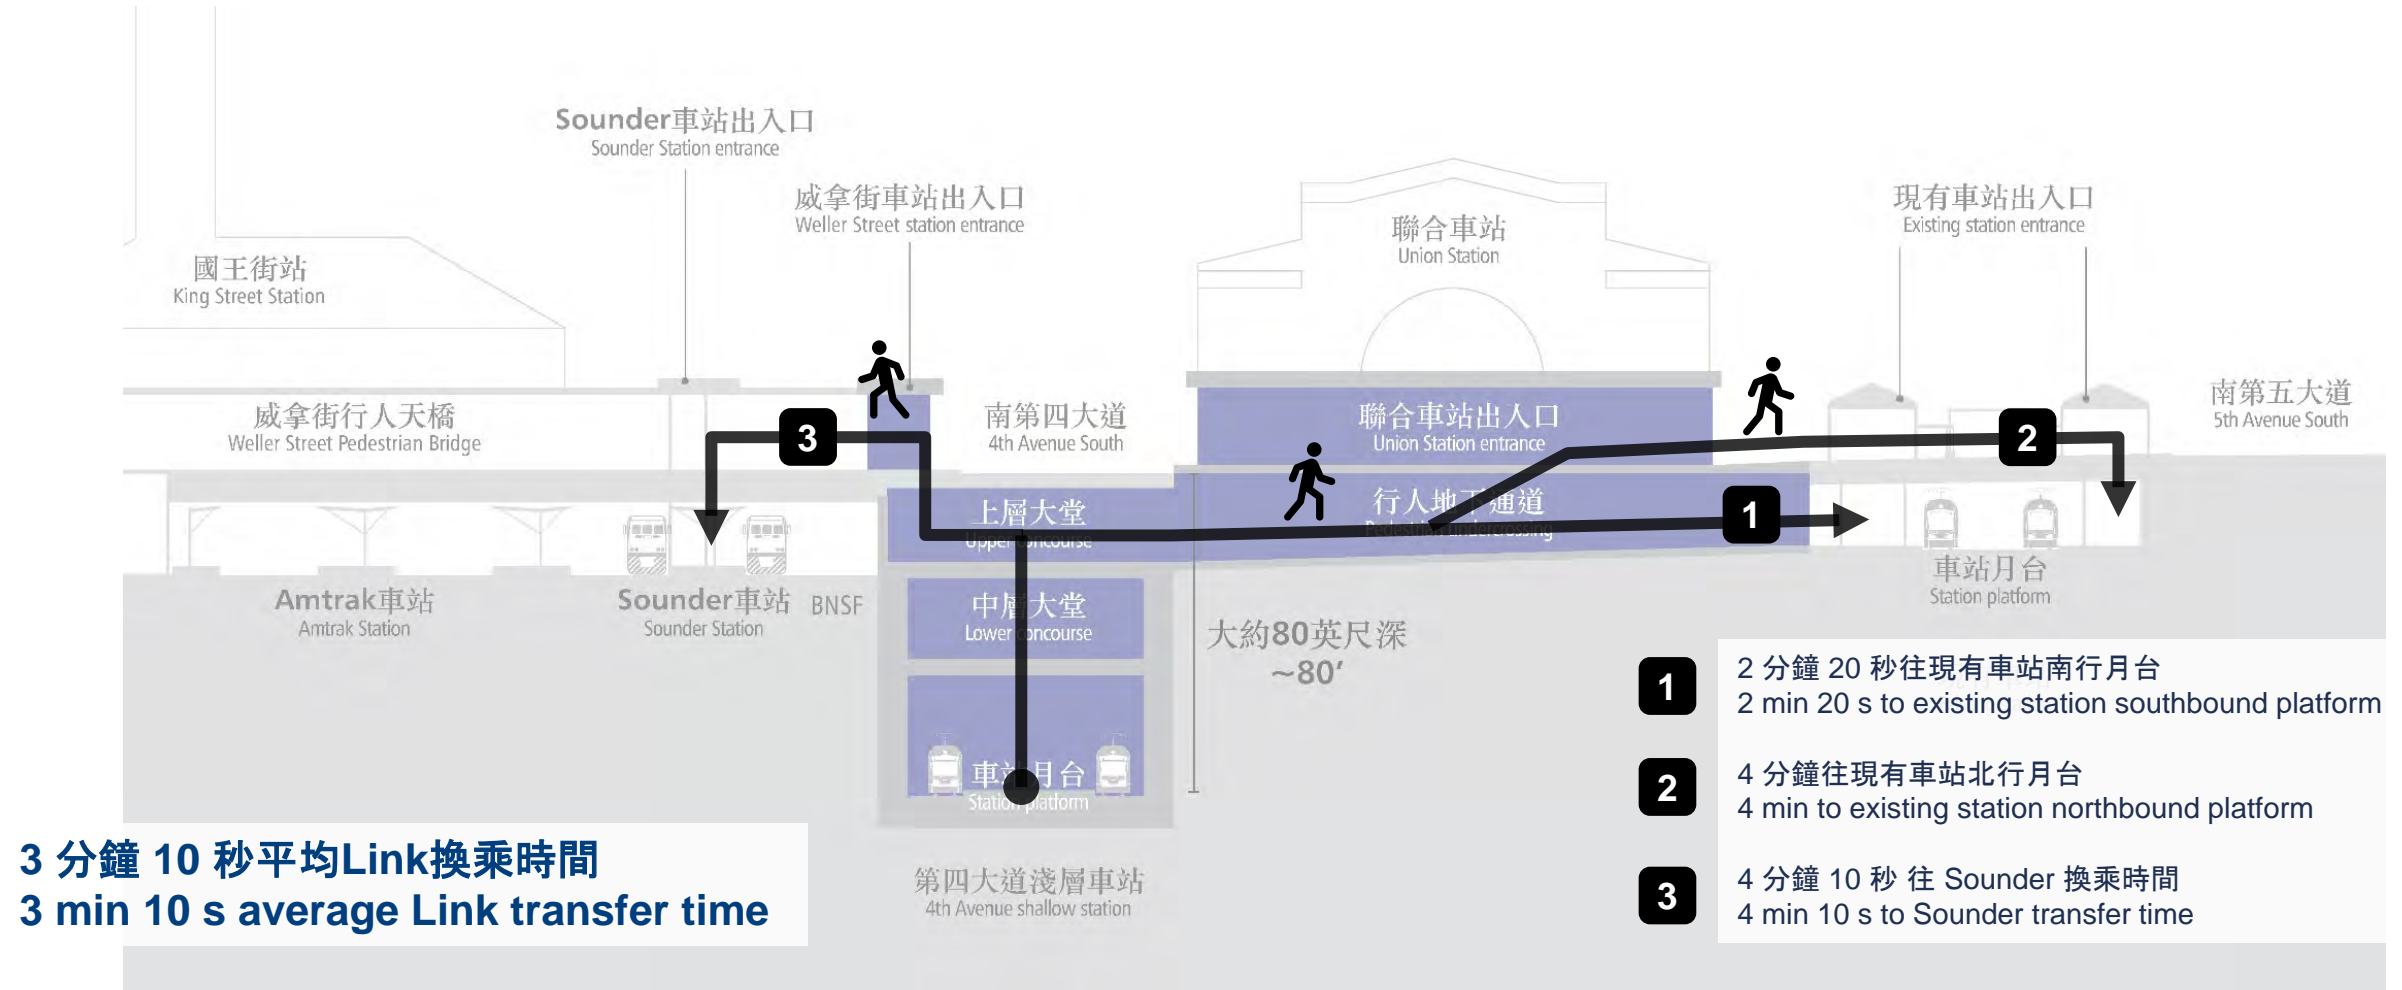 Sounder車站出入口
Sounder Station entrance
威拿街車站出入口
Weller Street station entrance
聯合車站
Union Station
現有車站出入口
Existing station entrance
國王街站
King Street Station
南第五大道
5th Avenue South
威拿街行人天橋
Weller Street Pedestrian Bridge
3
南第四大道
4th Avenue South
聯合車站出入口
Union Station entrance
2
上層大堂
Upper concourse
行人地下通道
Pedestrian undercrossing
1
車站月台
Station platform
Amtrak車站
Amtrak Station
Sounder車站
Sounder Station
BNSF
中層大堂
Lower concourse
大約80英尺深
~80'
車站月台
Station platform
第四大道淺層車站
4th Avenue shallow station
1
2 分鐘 20 秒往現有車站南行月台
2 min 20 s to existing station southbound platform
2
4 分鐘往現有車站北行月台
4 min to existing station northbound platform
3
4 分鐘 10 秒 往 Sounder 換乘時間
4 min 10 s to Sounder transfer time
3 分鐘 10 秒平均Link換乘時間
3 min 10 s average Link transfer time